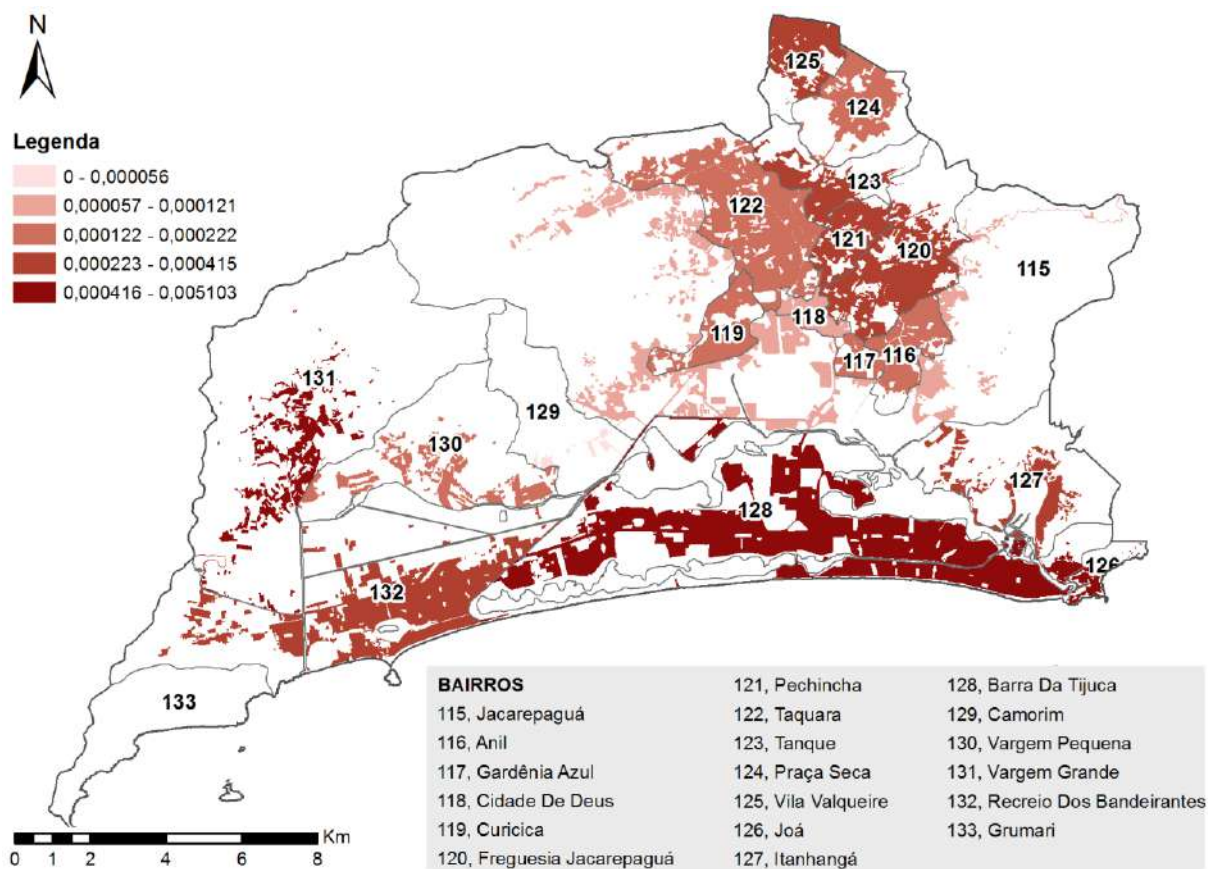 N
Legenda
0 - 0,000056
0,000057 - 0,000121
0,000122 - 0,000222
0,000223 - 0,000415
0,000416 - 0,005103
125
124
123
122
121
120
115
119
118
117
116
131
129
130
127
128
126
132
133
BAIRROS
115, Jacarepaguá
116, Anil
117, Gardênia Azul
118, Cidade De Deus
119, Curicica
120, Freguesia Jacarepaguá
121, Pechincha
122, Taquara
123, Tanque
124, Praça Seca
125, Vila Valqueire
126, Joá
127, Itanhangá
128, Barra Da Tijuca
129, Camorim
130, Vargem Pequena
131, Vargem Grande
132, Recreio Dos Bandeirantes
133, Grumari
Km
0 1 2 4 6 8